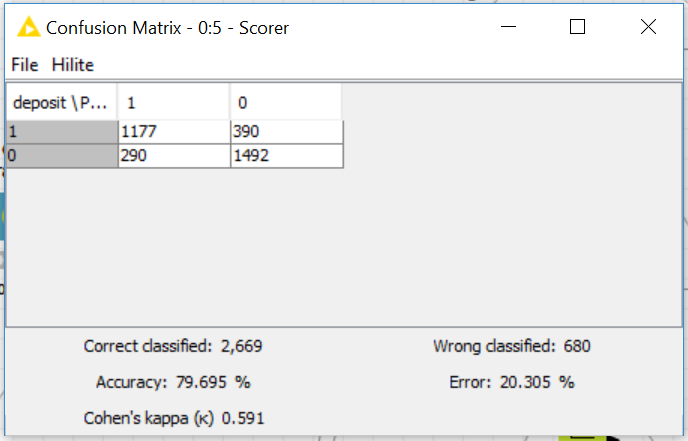 Confusion Matrix - 0:5 - Scorer
File Hilite
deposit \ P... 1 0
1 1177 390
0 290 1492
Correct classified: 2,669 Wrong classified: 680
Accuracy: 79.695 % Error: 20.305 %
Cohen's kappa (κ) 0.591